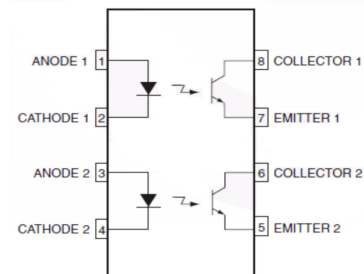 ANODE 1 1 8 COLLECTOR 1
CATHODE 1 2 7 EMITTER 1
ANODE 2 3 6 COLLECTOR 2
CATHODE 2 4 5 EMITTER 2